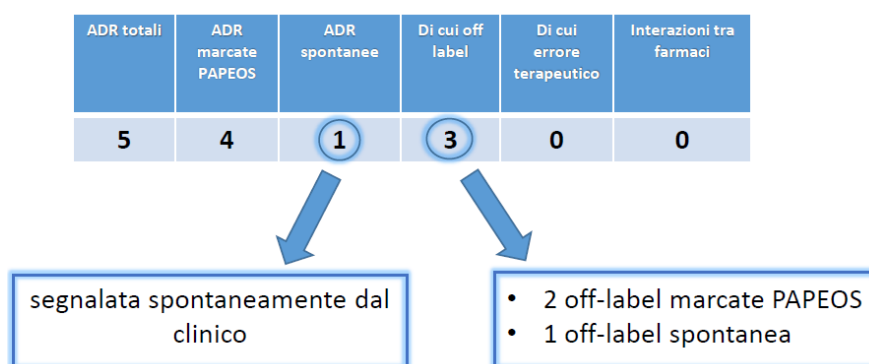 ADR totali
ADR
marcate
PAPEOS
ADR
spontanee
Di cui off
label
Di cui
errore
terapeutico
Interazioni tra
farmaci
5 4 1 3 0 0
segnalata spontaneamente dal
clinico
• 2 off-label marcate PAPEOS
• 1 off-label spontanea